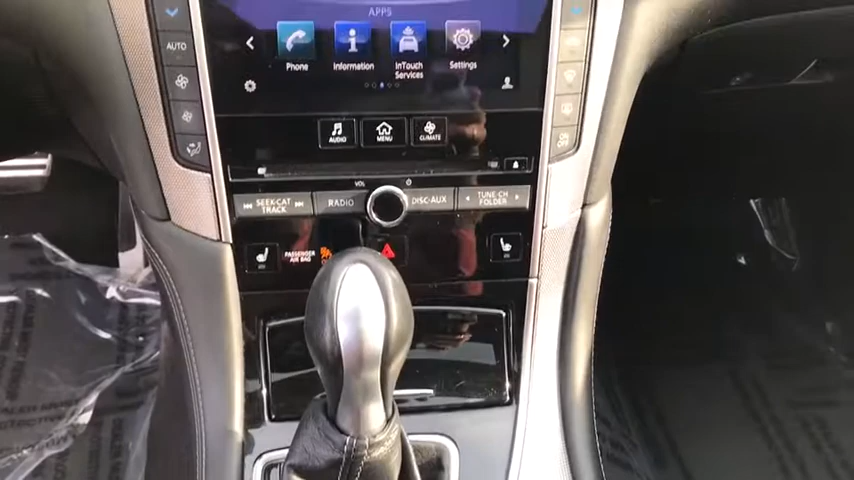 APPS
AUTO
Phone
Information
InTouch
Services
Settings
AUDIO
MENU
CLIMATE
ON
OFF
VOL
SEEK·CAT
TRACK
RADIO
DISC·AUX
TUNE CH
FOLDER
PASSENGER
AIR BAG